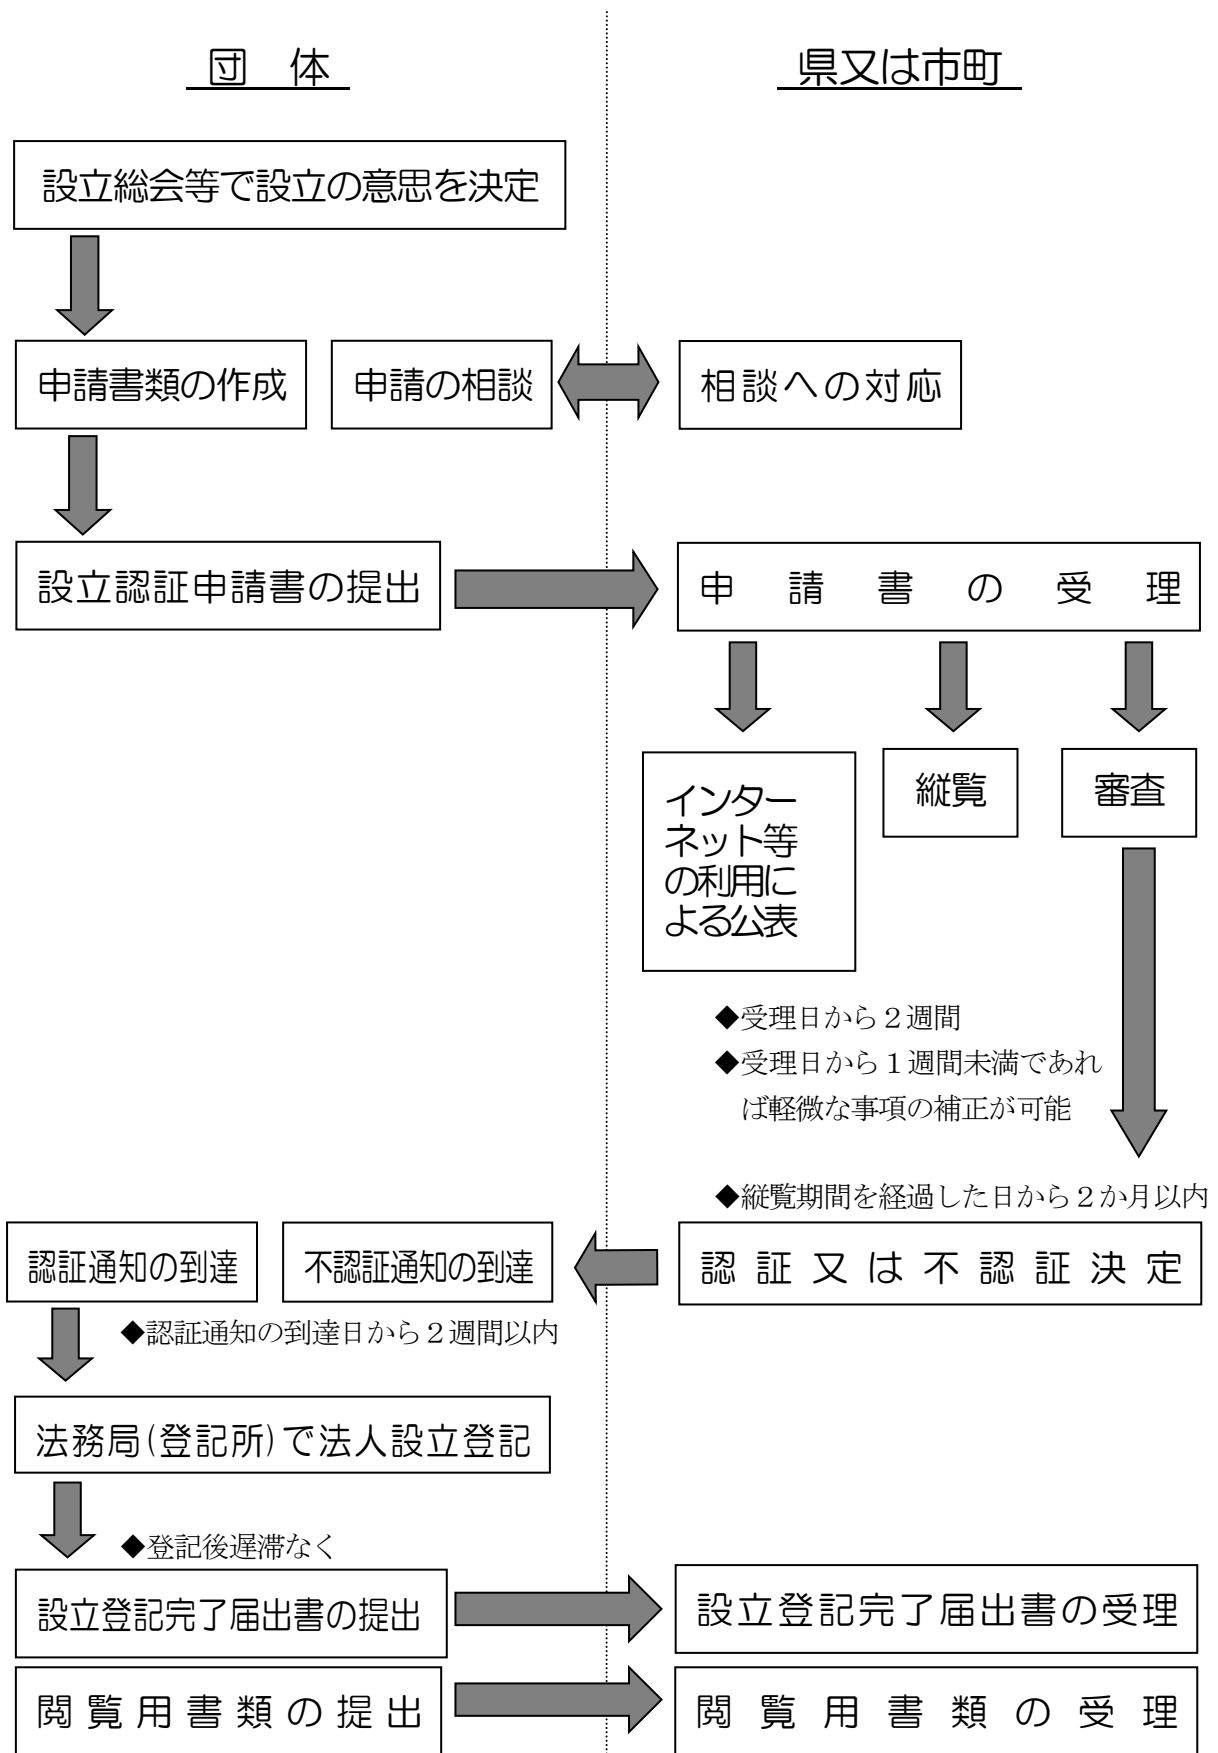 団　体
県又は市町
設立総会等で設立の意思を決定
申請書類の作成
申請の相談
相談への対応
設立認証申請書の提出
申請書の受理
インター
ネット等
の利用に
よる公表
縦覧
審査
◆受理日から２週間
◆受理日から１週間未満であれ
ば軽微な事項の補正が可能
◆縦覧期間を経過した日から２か月以内
認証通知の到達
不認証通知の到達
認証又は不認証決定
◆認証通知の到達日から２週間以内
法務局(登記所)で法人設立登記
◆登記後遅滞なく
設立登記完了届出書の提出
設立登記完了届出書の受理
閲覧用書類の提出
閲覧用書類の受理